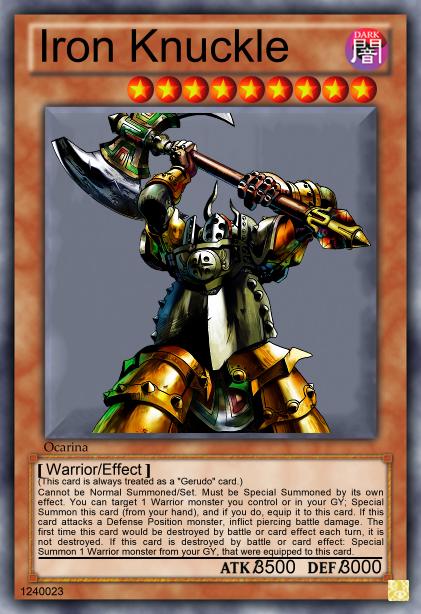 Iron Knuckle
DARK
闇
Ocarina
[ Warrior/Effect ]
(This card is always treated as a "Gerudo" card.)
Cannot be Normal Summoned/Set. Must be Special Summoned by its own
effect. You can target 1 Warrior monster you control or in your GY; Special
Summon this card (from your hand), and if you do, equip it to this card. If this
card attacks a Defense Position monster, inflict piercing battle damage. The
first time this card would be destroyed by battle or card effect each turn, it is
not destroyed. If this card is destroyed by battle or card effect: Special
Summon 1 Warrior monster from your GY, that were equipped to this card.
ATK 3500 DEF 3000
1240023